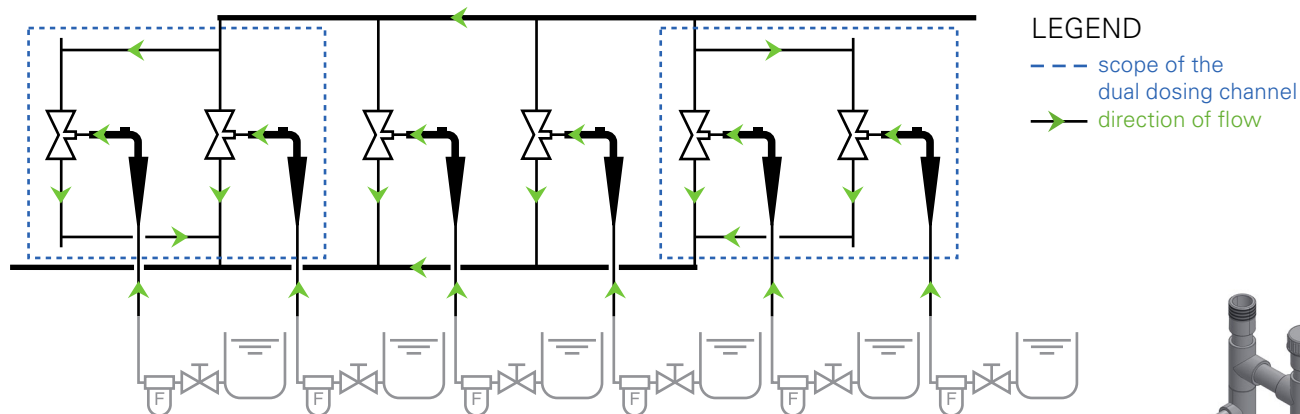 LEGEND
scope of the
dual dosing channel
direction of flow
F F F F F F